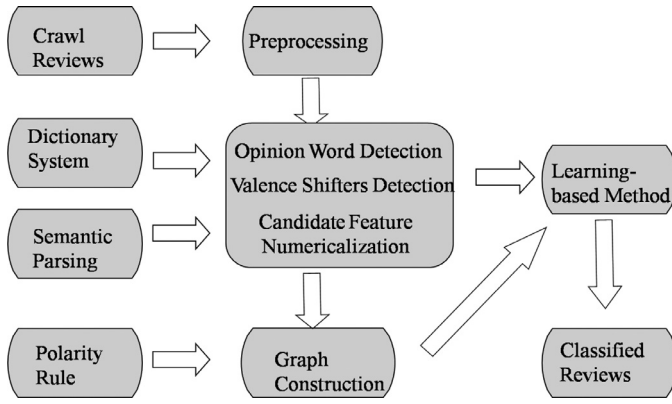 Crawl
Reviews
Preprocessing
Dictionary
System
Opinion Word Detection
Valence Shifters Detection
Candidate Feature
Numericalization
Learning-
based Method
Semantic
Parsing
Polarity
Rule
Graph
Construction
Classified
Reviews